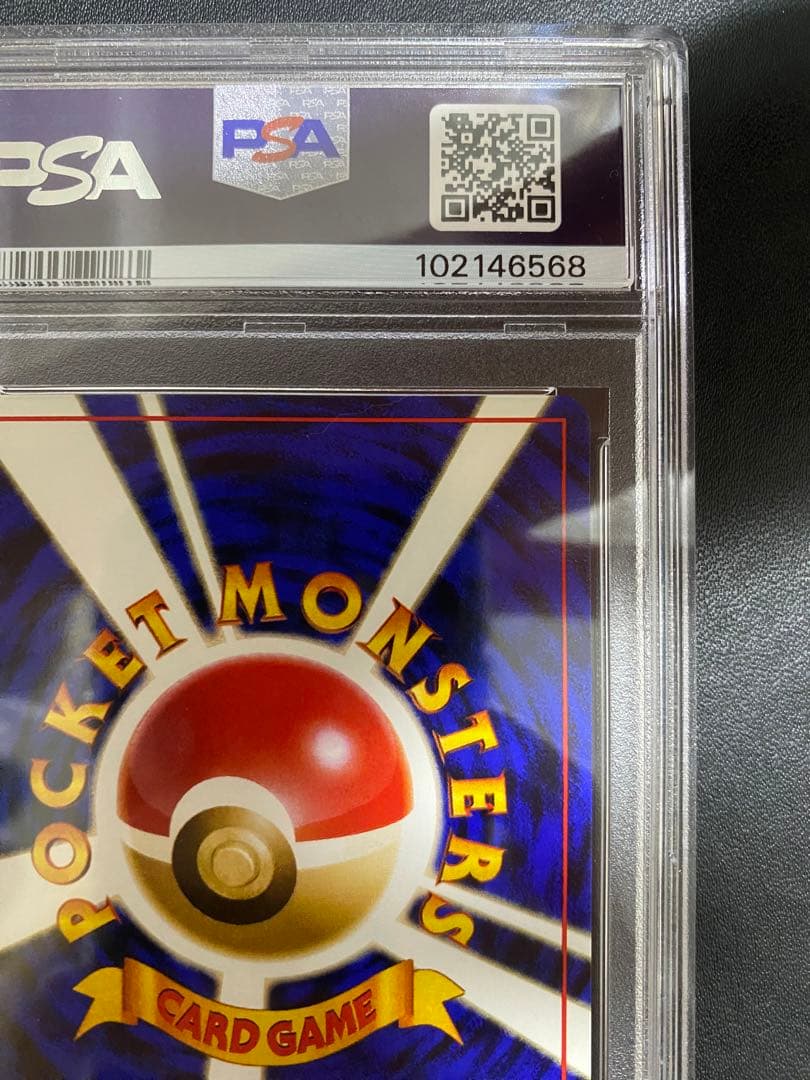 PSA
PSA
102146568
POCKET MONSTERS
CARD GAME